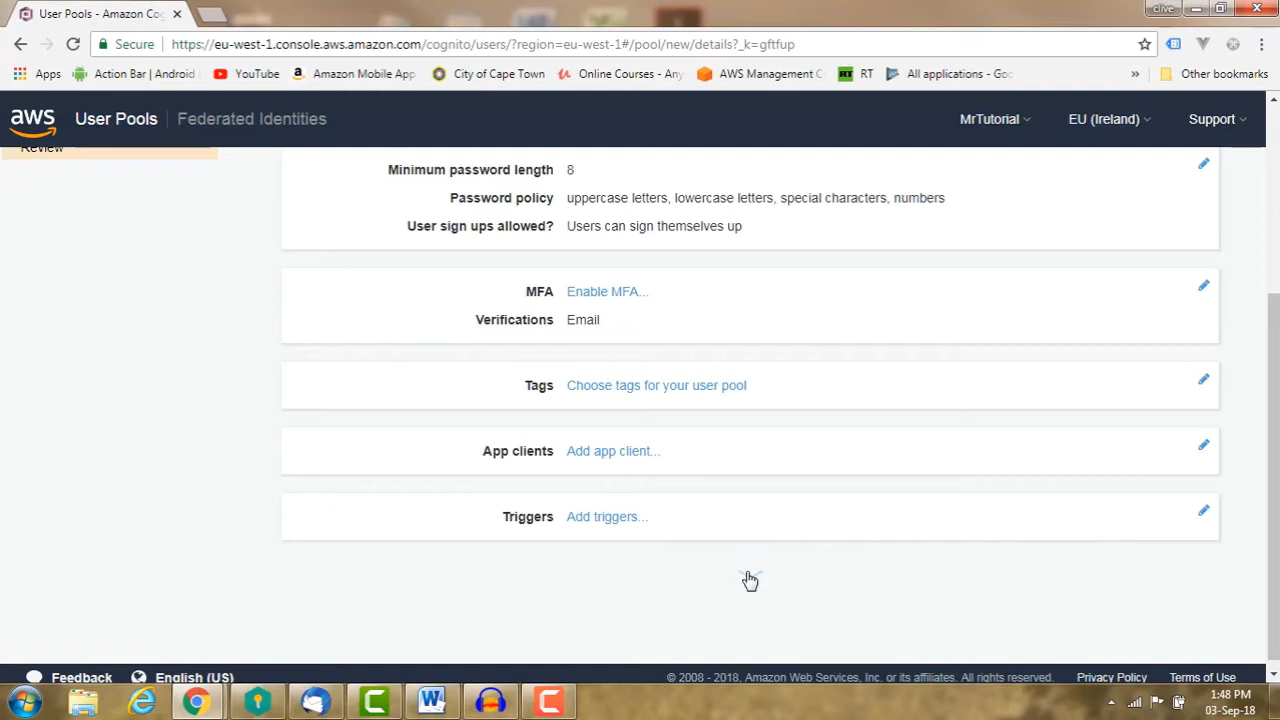 User Pools - Amazon Cog
clive
Secure
https://eu-west-1.console.aws.amazon.com/cognito/users/?region=eu-west-1#/pool/new/details?_k=gftfup
Apps
Action Bar | Android
YouTube
Amazon Mobile App
City of Cape Town
Online Courses - Any
AWS Management C
RT
All applications - Goo
»
Other bookmarks
aws
User Pools
Federated Identities
MrTutorial
EU (Ireland)
Support
Review
Minimum password length 8
Password policy uppercase letters, lowercase letters, special characters, numbers
User sign ups allowed? Users can sign themselves up
MFA Enable MFA...
Verifications Email
Tags Choose tags for your user pool
App clients Add app client...
Triggers Add triggers...
Feedback
English (US)
© 2008 - 2018, Amazon Web Services, Inc. or its affiliates. All rights reserved.
Privacy Policy
Terms of Use
1:48 PM
03-Sep-18